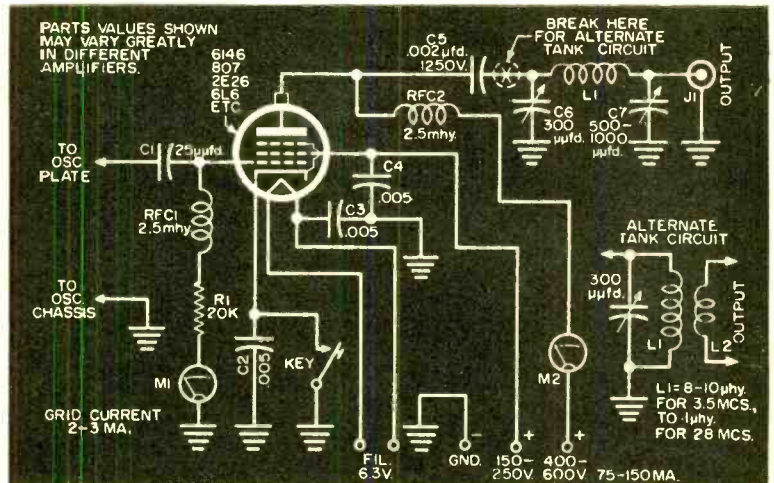 PARTS VALUES SHOWN
MAY VARY GREATLY
IN DIFFERENT
AMPLIFIERS.
6146
807
2E26
6L6
ETC
C5
.002µfd.
1250V.
BREAK HERE
FOR ALTERNATE
TANK CIRCUIT
L1
C6
300
µµfd.
C7
500-
1000
µµfd.
J1
OUTPUT
RFC2
2.5mhy.
TO
OSC
PLATE
C1
25µµfd.
RFC1
2.5mhy
C4
.005
C3
.005
TO
OSC.
CHASSIS
R1
20K
M1
GRID CURRENT
2-3 MA.
C2
.005
KEY
FIL.
6.3V.
GND.
-
+
150-
250V.
+
400-
600V.
75-150MA.
M2
ALTERNATE
TANK CIRCUIT
300
µµfd.
L1
L2
OUTPUT
L1=8-10µhy.
FOR 3.5MCS.,
TO 1µhy.
FOR 28 MCS.